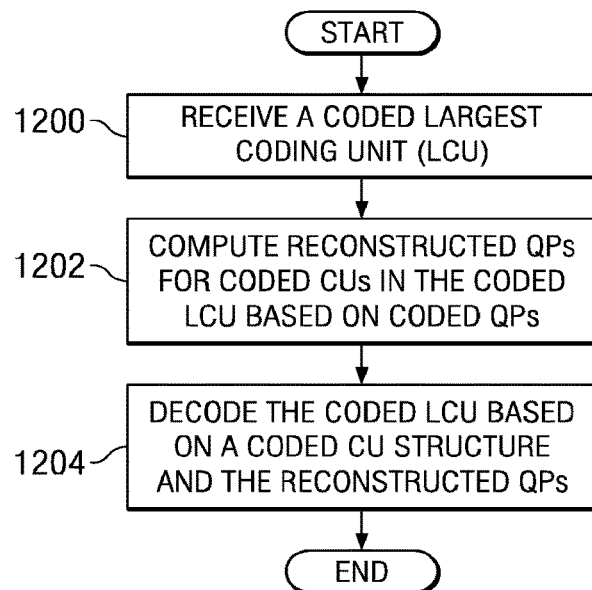 START
1200
RECEIVE A CODED LARGEST
CODING UNIT (LCU)
1202
COMPUTE RECONSTRUCTED QPs
FOR CODED CUs IN THE CODED
LCU BASED ON CODED QPs
1204
DECODE THE CODED LCU BASED
ON A CODED CU STRUCTURE
AND THE RECONSTRUCTED QPs
END